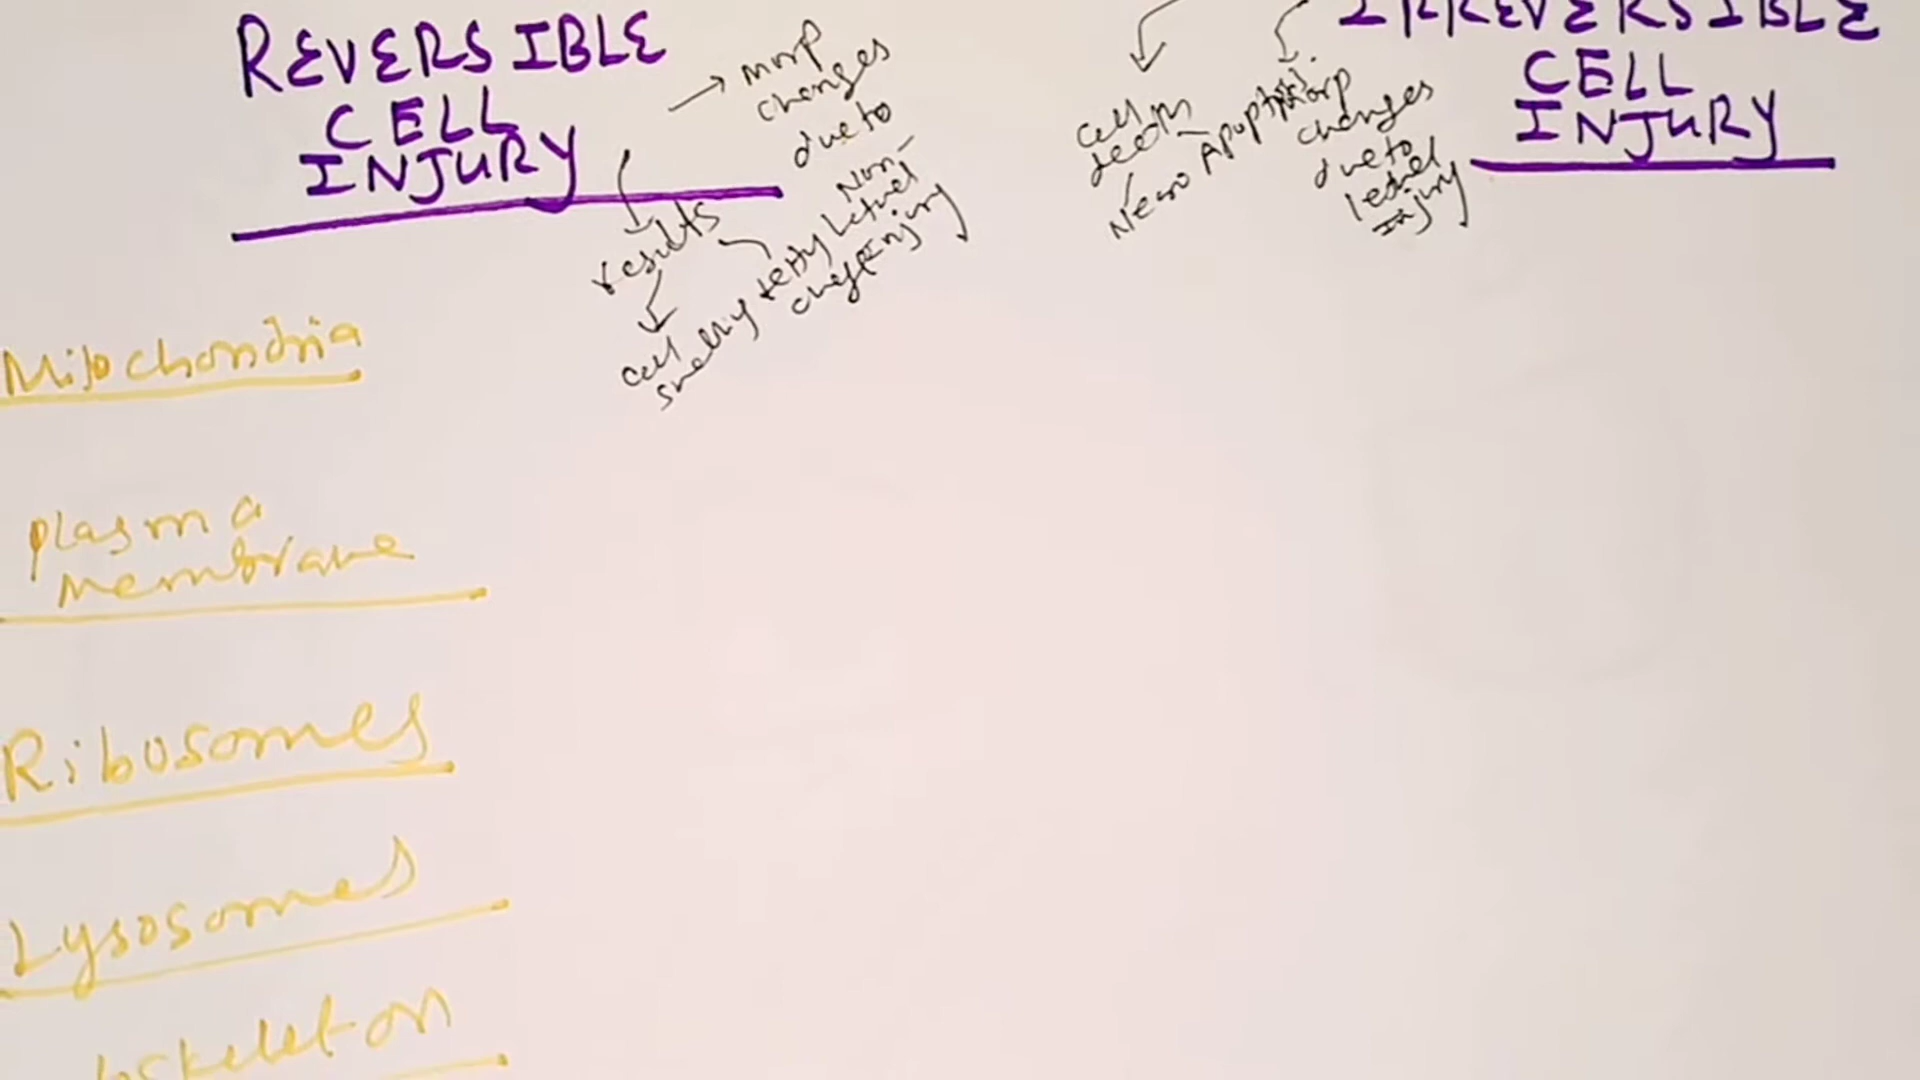 REVERSIBLE
CELL
INJURY
→ morp
changes
due to
Non-
Lethal
Injury
results
cell
swelling
fatty
change
IRREVERSIBLE
CELL
INJURY
cell
death
Necro Apoptosis
morp
changes
due to
lethal
Injury
Mitochondria
Plasma
membrane
Ribosomes
Lysosomes
oskeleton